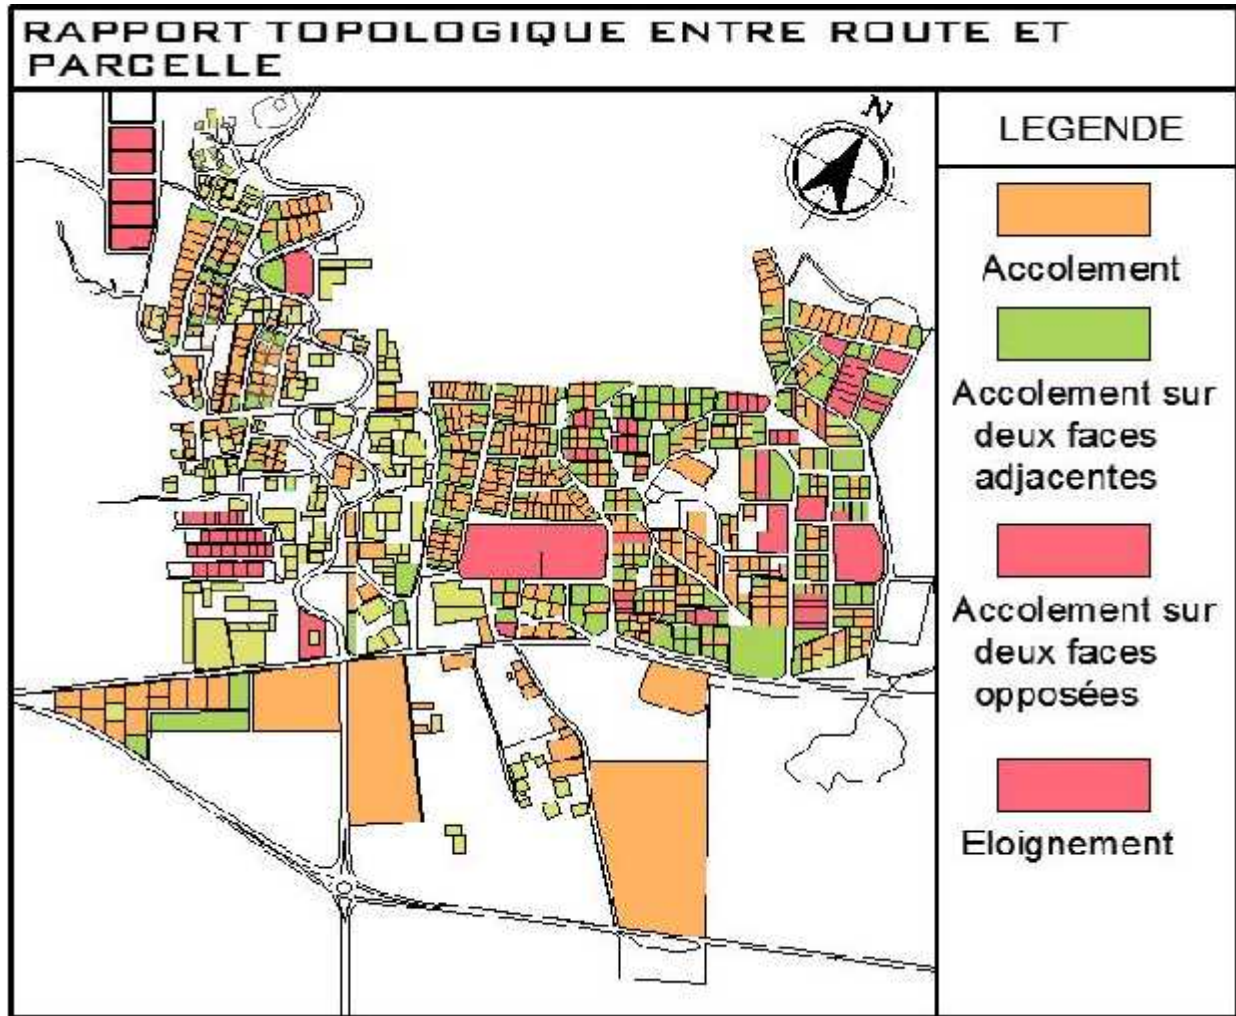 RAPPORT TOPOLOGIQUE ENTRE ROUTE ET
PARCELLE
N
LEGENDE
Accolement
Accolement sur
deux faces
adjacentes
Accolement sur
deux faces
opposées
Eloignement